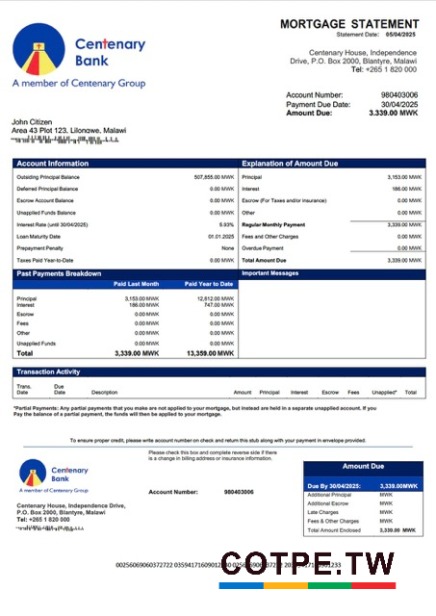 MORTGAGE STATEMENT
Statement Date: 05/04/2025
Centenary
Bank
A member of Centenary Group
Centenary House, Independence
Drive, P.O. Box 2000, Blantyre, Malawi
Tel: +265 1 820 000
Account Number: 980403006
Payment Due Date: 30/04/2025
Amount Due: 3.339.00 MWK
John Citizen
Area 43 Plot 123, Lilongwe, Malawi
Account Information
Outsiding Principal Balance 507,855.00 MWK
Deferred Principal Balance 0.00 MWK
Escrow Account Balance 0.00 MWK
Unapplied Funds Balance 0.00 MWK
Interest Rate (until 30/04/2025) 5.93%
Loan Maturity Date 01.01.2025
Prepayment Penalty None
Taxes Paid Year-to-Date 0.00 MWK
Explanation of Amount Due
Principal 3,153.00 MWK
Interest 186.00 MWK
Escrow (For Taxes and/or insurance) 0.00 MWK
Other 0.00 MWK
Regular Monthly Payment 3,339.00 MWK
Fees and Other Charges 0.00 MWK
Overdue Payment 0.00 MWK
Total Amount Due 3,339.00 MWK
Past Payments Breakdown
Paid Last Month Paid Year to Date
Principal 3,153.00 MWK 12,612.00 MWK
Interest 186.00 MWK 747.00 MWK
Escrow 0.00 MWK 0.00 MWK
Fees 0.00 MWK 0.00 MWK
Other 0.00 MWK 0.00 MWK
Unapplied Funds 0.00 MWK 0.00 MWK
Total 3,339.00 MWK 13,359.00 MWK
Important Messages
Transaction Activity
Trans. Date Due Date Description Amount Principal Interest Escrow Fees Unapplied* Total
*Partial Payments: Any partial payments that you make are not applied to your mortgage, but instead are held in a separate unapplied account. If you
Pay the balance of a partial payment, the funds will then be applied to your mortgage.
To ensure proper credit, please write account number on check and return this stub along with your payment in envelope provided.
Please check this box and complete reverse side if there
is a change in billing address or insurance information.
Centenary
Bank
A member of Centenary Group
Account Number: 980403006
Centenary House, Independence Drive,
P.O. Box 2000, Blantyre, Malawi
Tel: +265 1 820 000
Amount Due
Due By 30/04/2025: 3,339.00MWK
Additional Principal MWK
Additional Escrow MWK
Late Charges MWK
Fees & Other Charges MWK
Total Amount Enclosed 3,339.00 MWK
COTPE.TW